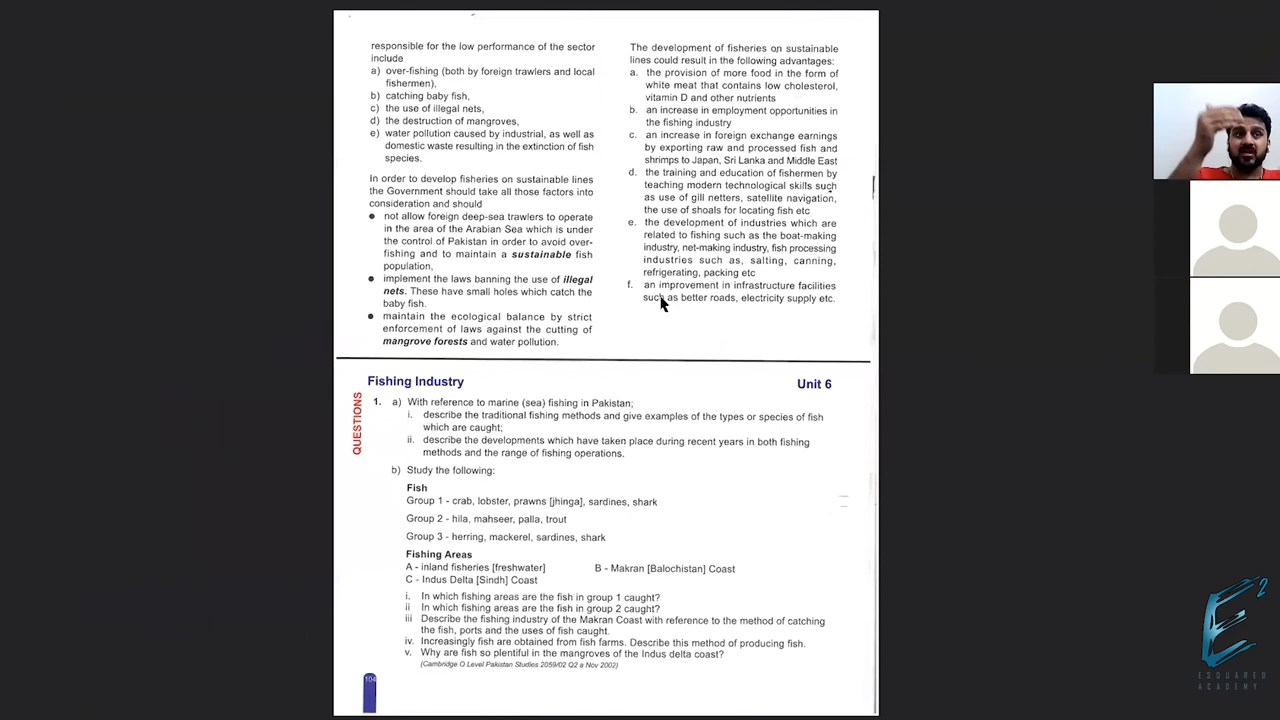 responsible for the low performance of the sector
include
a) over-fishing (both by foreign trawlers and local
fishermen),
b) catching baby fish,
c) the use of illegal nets,
d) the destruction of mangroves,
e) water pollution caused by industrial, as well as
domestic waste resulting in the extinction of fish
species.
In order to develop fisheries on sustainable lines
the Government should take all those factors into
consideration and should
● not allow foreign deep-sea trawlers to operate
in the area of the Arabian Sea which is under
the control of Pakistan in order to avoid over-
fishing and to maintain a sustainable fish
population,
● implement the laws banning the use of illegal
nets. These have small holes which catch the
baby fish.
● maintain the ecological balance by strict
enforcement of laws against the cutting of
mangrove forests and water pollution.
The development of fisheries on sustainable
lines could result in the following advantages:
a. the provision of more food in the form of
white meat that contains low cholesterol,
vitamin D and other nutrients
b. an increase in employment opportunities in
the fishing industry
c. an increase in foreign exchange earnings
by exporting raw and processed fish and
shrimps to Japan, Sri Lanka and Middle East
d. the training and education of fishermen by
teaching modern technological skills such
as use of gill netters, satellite navigation,
the use of shoals for locating fish etc
e. the development of industries which are
related to fishing such as the boat-making
industry, net-making industry, fish processing
industries such as, salting, canning,
refrigerating, packing etc
f. an improvement in infrastructure facilities
such as better roads, electricity supply etc.
Fishing Industry Unit 6
QUESTIONS
1. a) With reference to marine (sea) fishing in Pakistan;
i. describe the traditional fishing methods and give examples of the types or species of fish
which are caught;
ii. describe the developments which have taken place during recent years in both fishing
methods and the range of fishing operations.
b) Study the following:
Fish
Group 1 - crab, lobster, prawns [jhinga], sardines, shark
Group 2 - hila, mahseer, palla, trout
Group 3 - herring, mackerel, sardines, shark
Fishing Areas
A - inland fisheries [freshwater] B - Makran [Balochistan] Coast
C - Indus Delta [Sindh] Coast
i. In which fishing areas are the fish in group 1 caught?
ii In which fishing areas are the fish in group 2 caught?
iii Describe the fishing industry of the Makran Coast with reference to the method of catching
the fish, ports and the uses of fish caught.
iv. Increasingly fish are obtained from fish farms. Describe this method of producing fish.
v. Why are fish so plentiful in the mangroves of the Indus delta coast?
(Cambridge O Level Pakistan Studies 2059/02 Q2 a Nov 2002)
104
E2
ESQUARED
ACADEMY